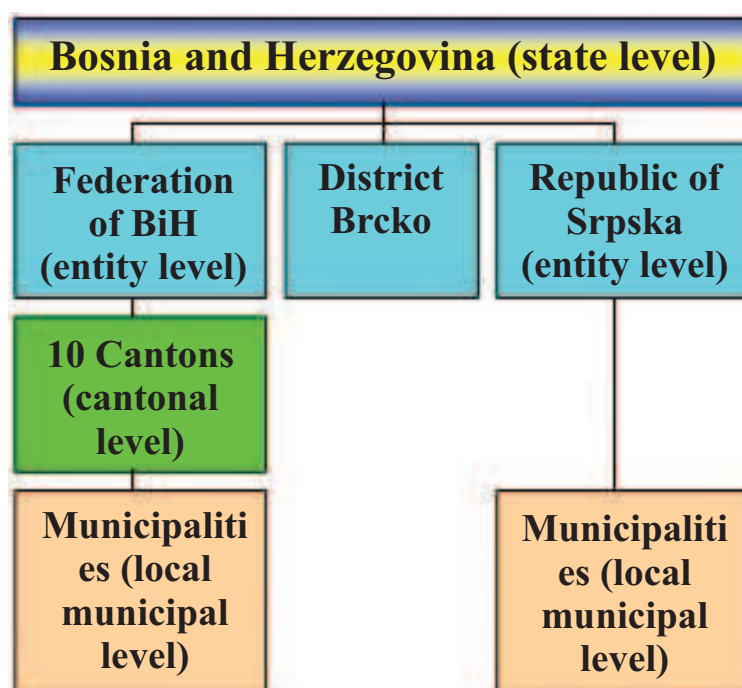 Bosnia and Herzegovina (state level)
Federation
of BiH
(entity level)
District
Brcko
Republic of
Srpska
(entity level)
10 Cantons
(cantonal
level)
Municipaliti
es (local
municipal
level)
Municipaliti
es (local
municipal
level)